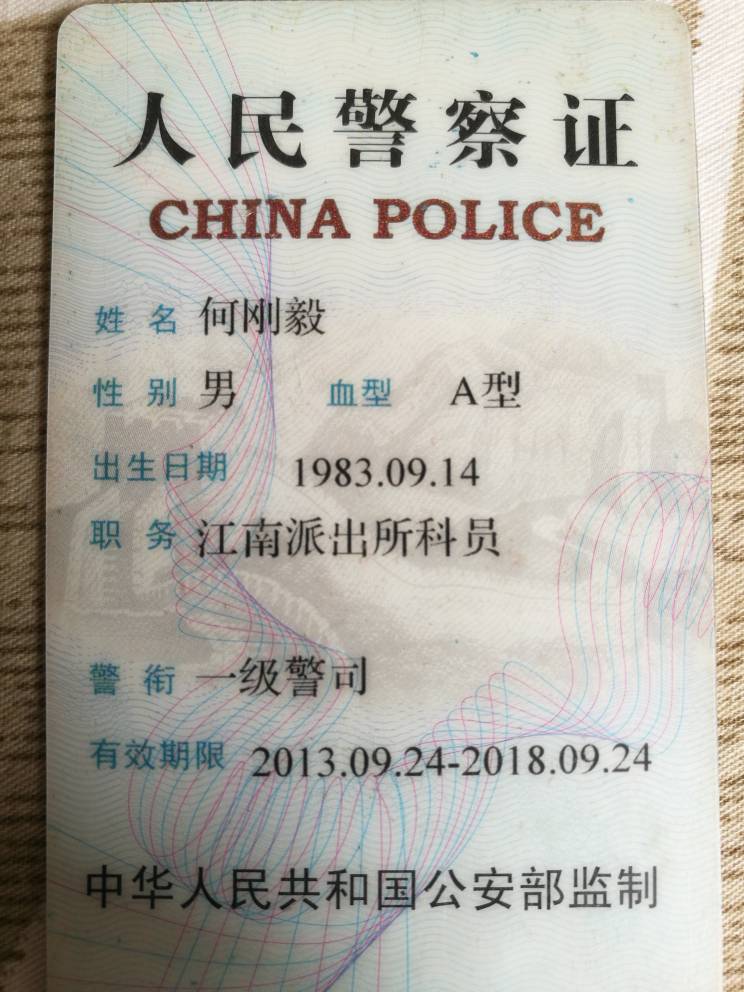 人民警察证
CHINA POLICE
姓名 何刚毅
性别 男 血型 A型
出生日期 1983.09.14
职务 江南派出所科员
警衔 一级警司
有效期限 2013.09.24-2018.09.24
中华人民共和国公安部监制